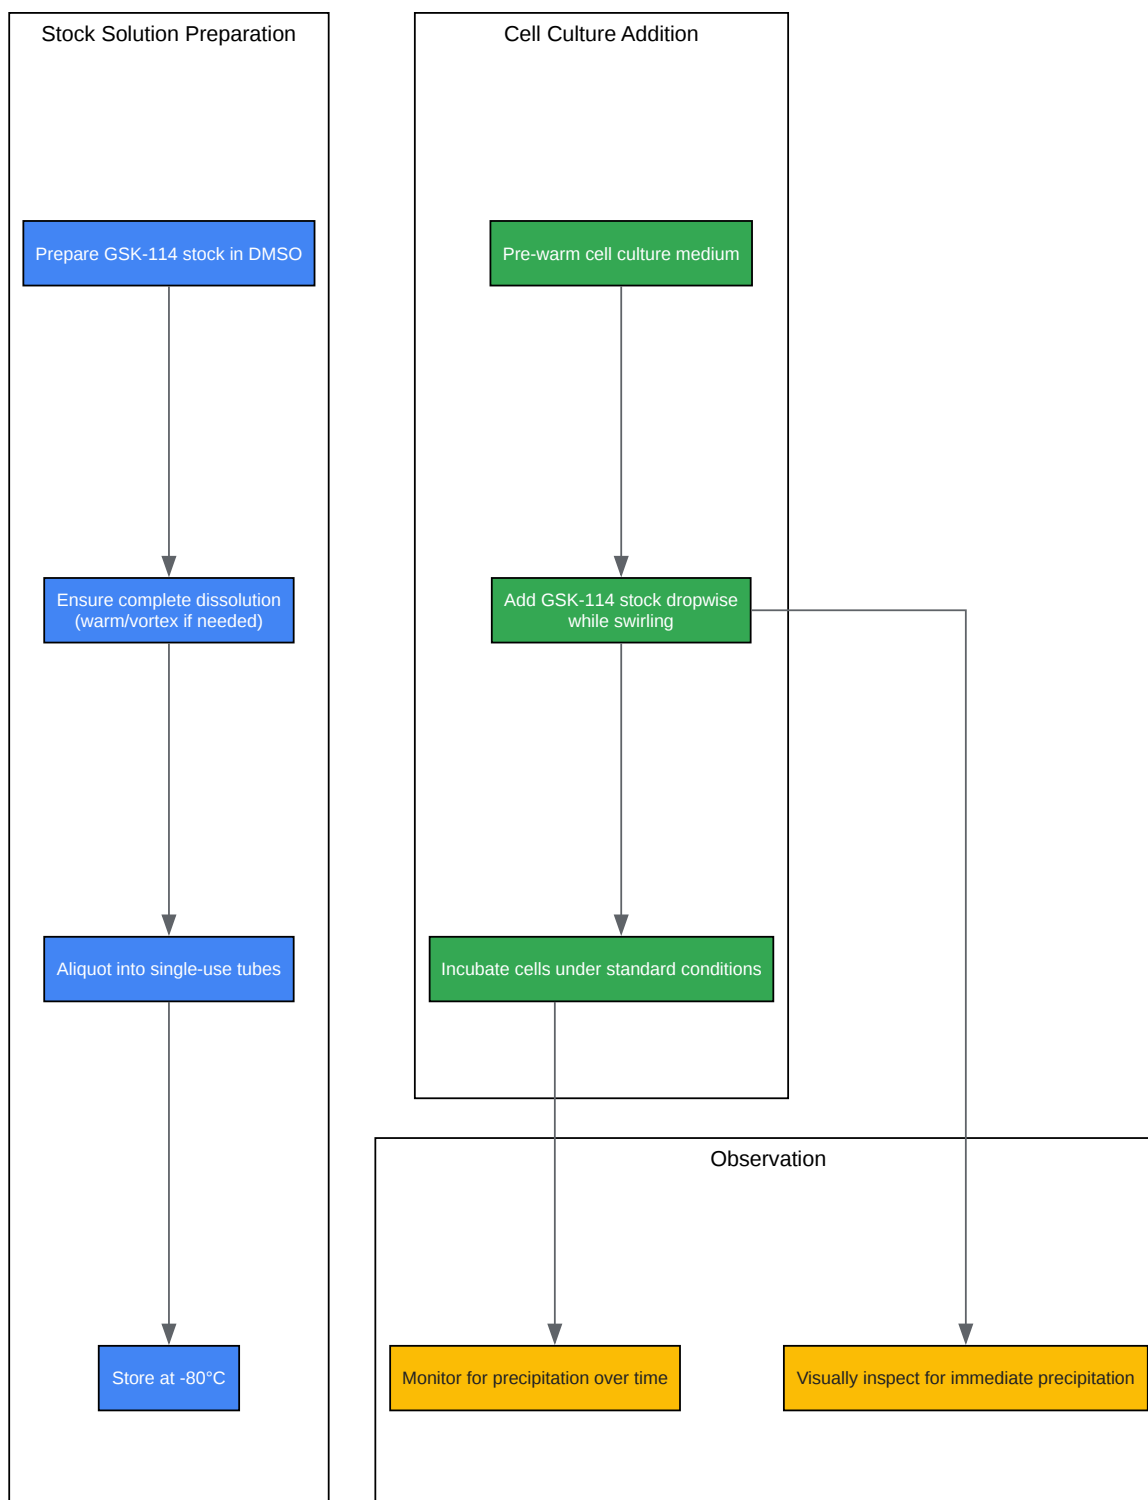 Stock Solution Preparation
Prepare GSK-114 stock in DMSO
Ensure complete dissolution
(warm/vortex if needed)
Aliquot into single-use tubes
Store at -80°C
Cell Culture Addition
Pre-warm cell culture medium
Add GSK-114 stock dropwise
while swirling
Incubate cells under standard conditions
Observation
Monitor for precipitation over time
Visually inspect for immediate precipitation